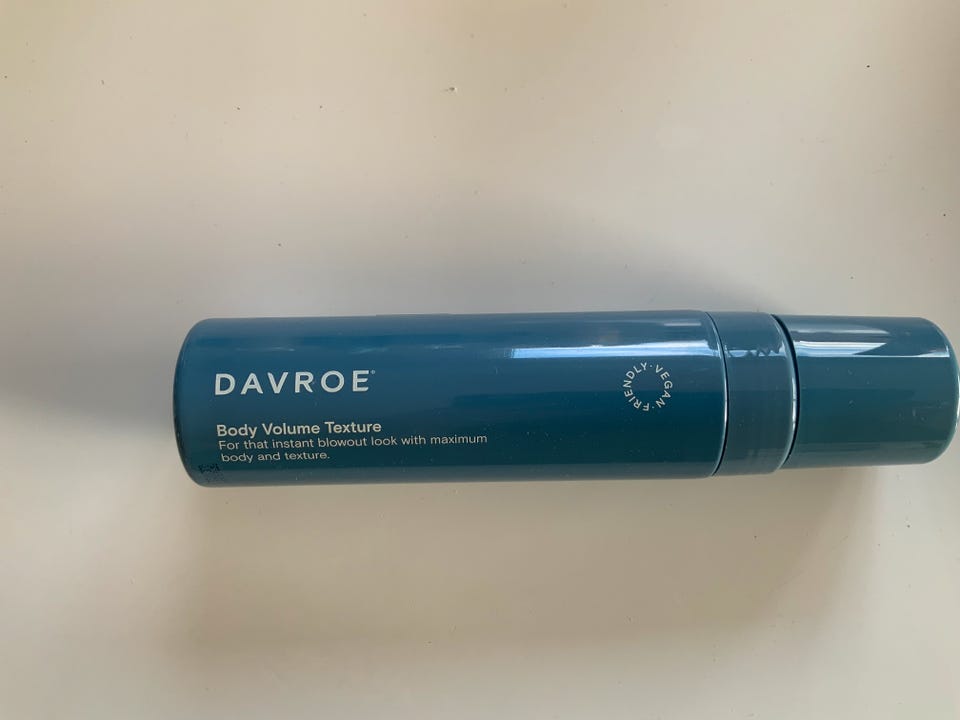 DAVROE®
Body Volume Texture
For that instant blowout look with maximum
body and texture.
VEGAN·FRIENDLY·